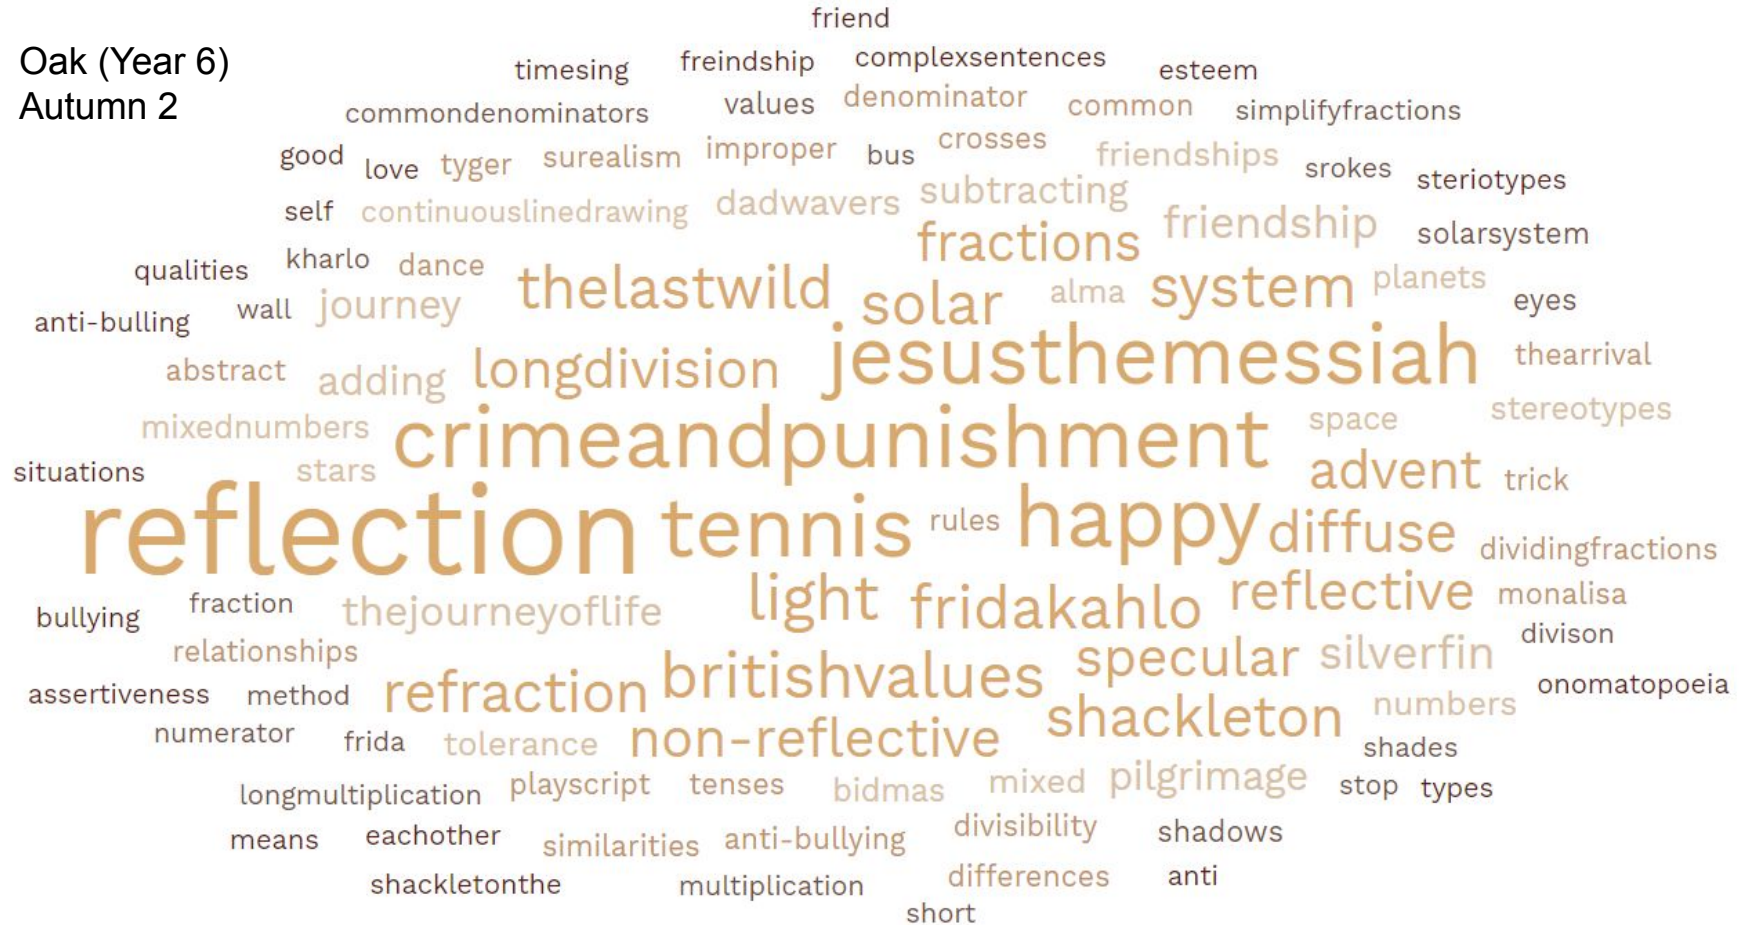 friend
Oak (Year 6)
Autumn 2
timesing freindship complexsentences esteem
commondenominators values denominator common simplifyfractions
good love tyger surealism improper bus crosses friendships srokes steriotypes
self continuouslinedrawing dadwavers subtracting friendship solarsystem
qualities kharlo dance fractions planets
anti-bulling wall journey thelastwild solar alma system eyes
abstract adding longdivision jesusthemessiah thearrival
mixednumbers crimeandpunishment space stereotypes
situations stars advent trick
reflection tennis rules happy diffuse dividingfractions
bullying fraction thejourneyoflife light fridakahlo reflective monalisa
relationships divison
assertiveness method refraction britishvalues specular silverfin onomatopoeia
numerator frida tolerance non-reflective shackleton numbers shades
longmultiplication playscript tenses bidmas mixed pilgrimage stop types
means eachother similarities anti-bullying divisibility shadows
shackletonthe multiplication differences anti
short